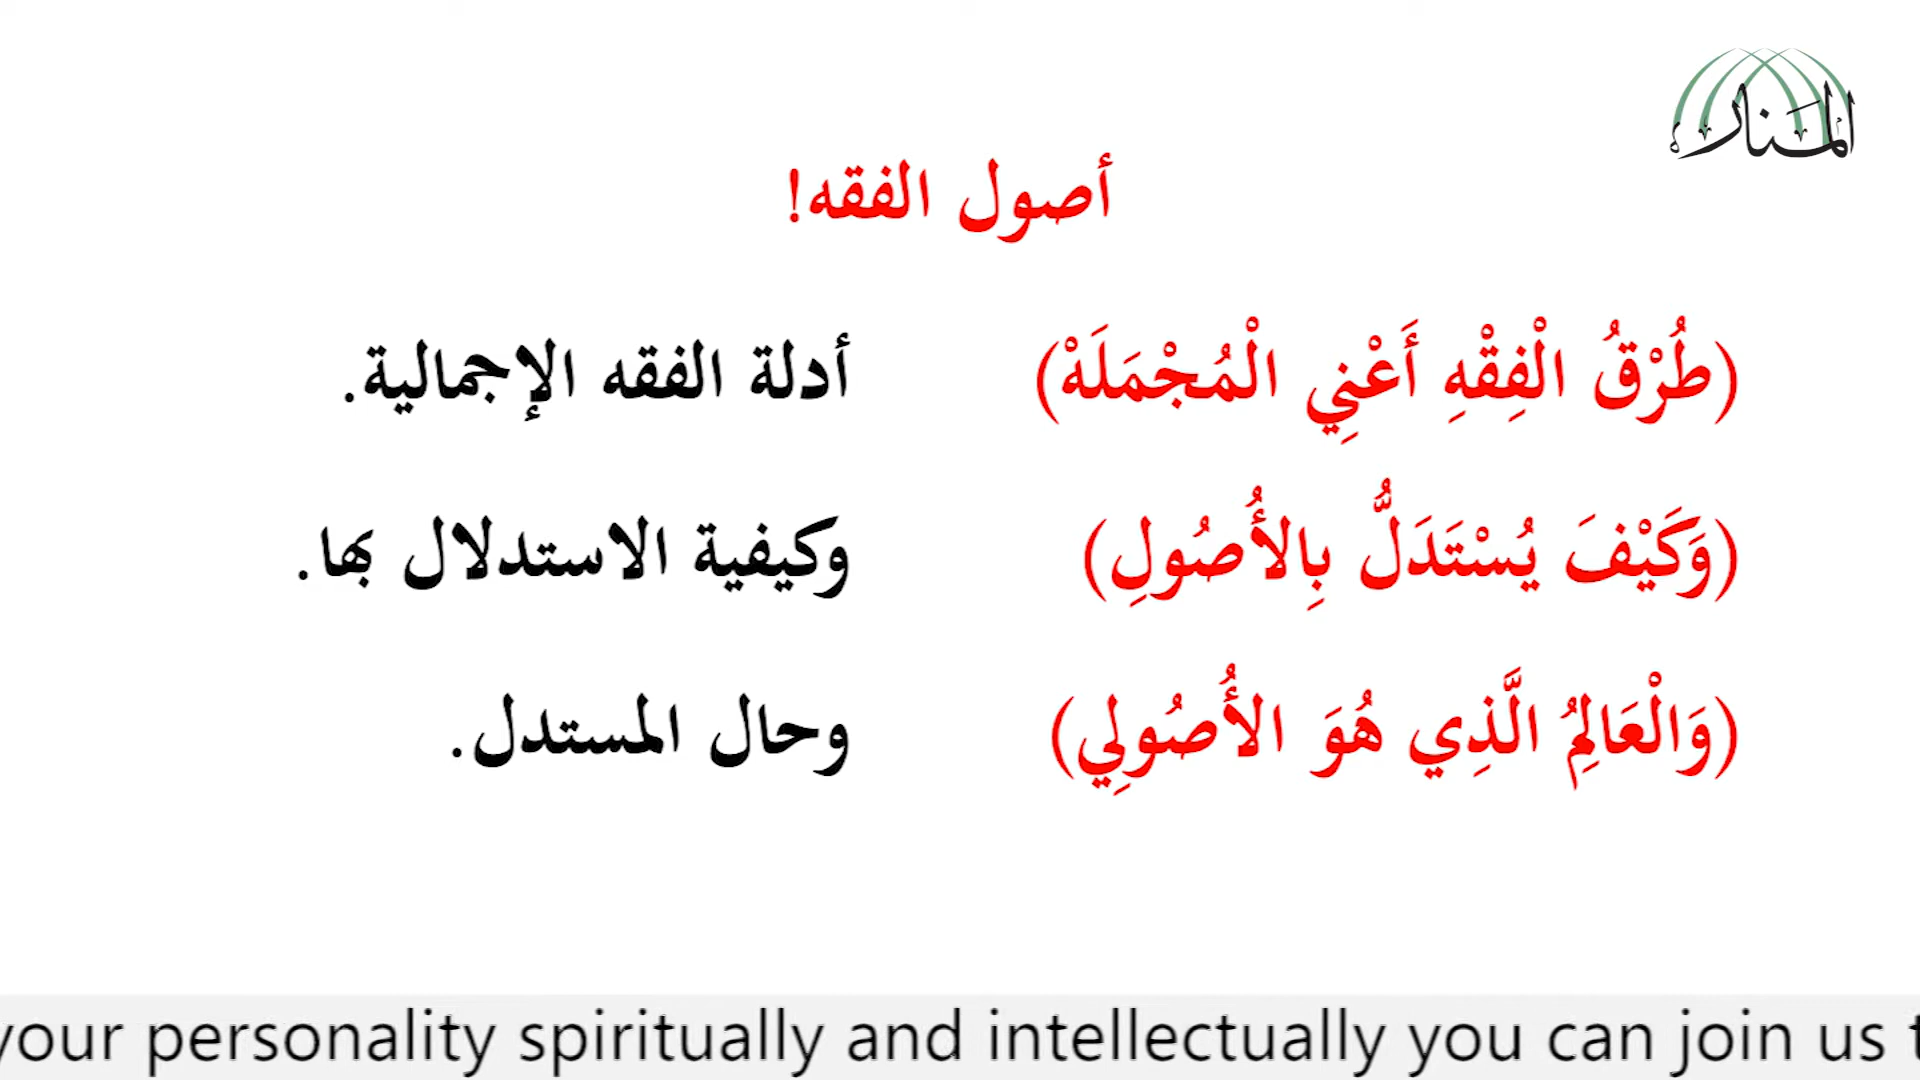 المنارة
أصول الفقه!
(طُرْقُ الْفِقْهِ أَعْنِي الْمُجْمَلَهْ) أدلة الفقه الإجمالية.
(وَكَيْفَ يُسْتَدَلُّ بِالأُصُولِ) وكيفية الاستدلال بها.
(وَالْعَالِمُ الَّذِي هُوَ الأُصُولِي) وحال المستدل.
your personality spiritually and intellectually you can join us